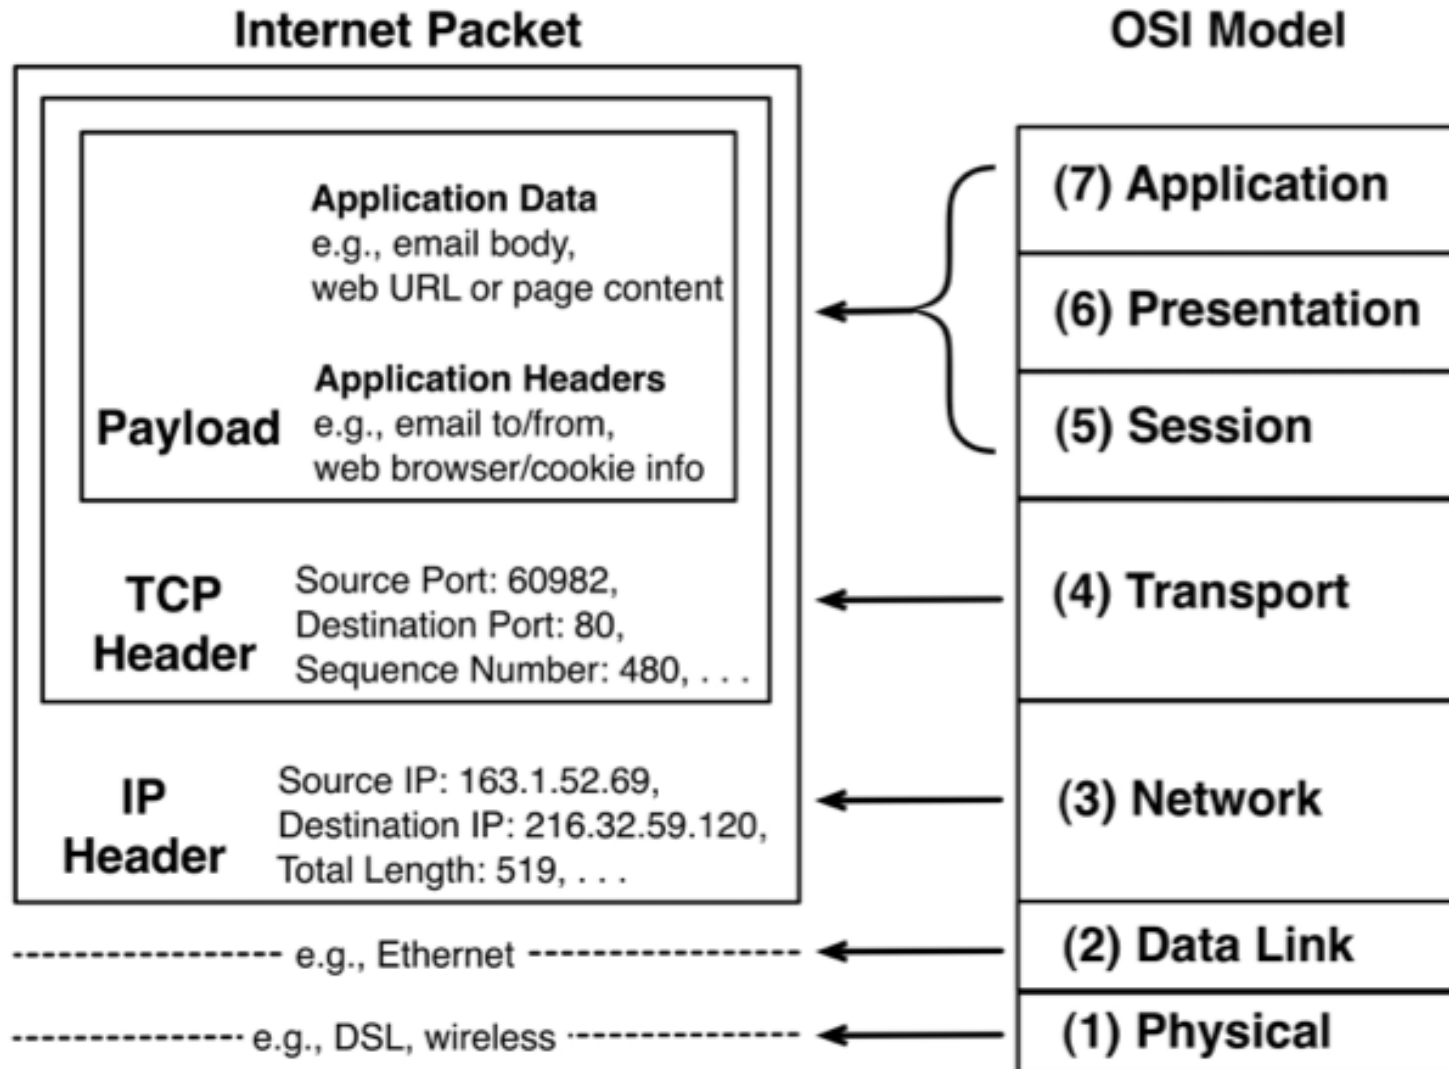 Internet Packet
OSI Model
Application Data
e.g., email body,
web URL or page content
Application Headers
e.g., email to/from,
web browser/cookie info
Payload
TCP
Header
Source Port: 60982,
Destination Port: 80,
Sequence Number: 480, . . .
IP
Header
Source IP: 163.1.52.69,
Destination IP: 216.32.59.120,
Total Length: 519, . . .
e.g., Ethernet
e.g., DSL, wireless
(7) Application
(6) Presentation
(5) Session
(4) Transport
(3) Network
(2) Data Link
(1) Physical